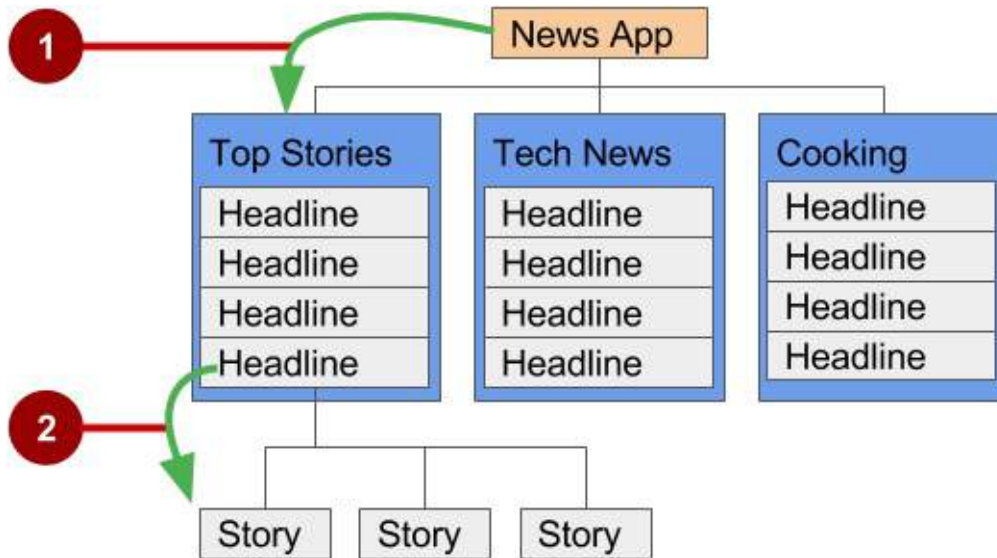 1
News App
Top Stories
Headline
Headline
Headline
Headline
Tech News
Headline
Headline
Headline
Headline
Cooking
Headline
Headline
Headline
Headline
2
Story
Story
Story